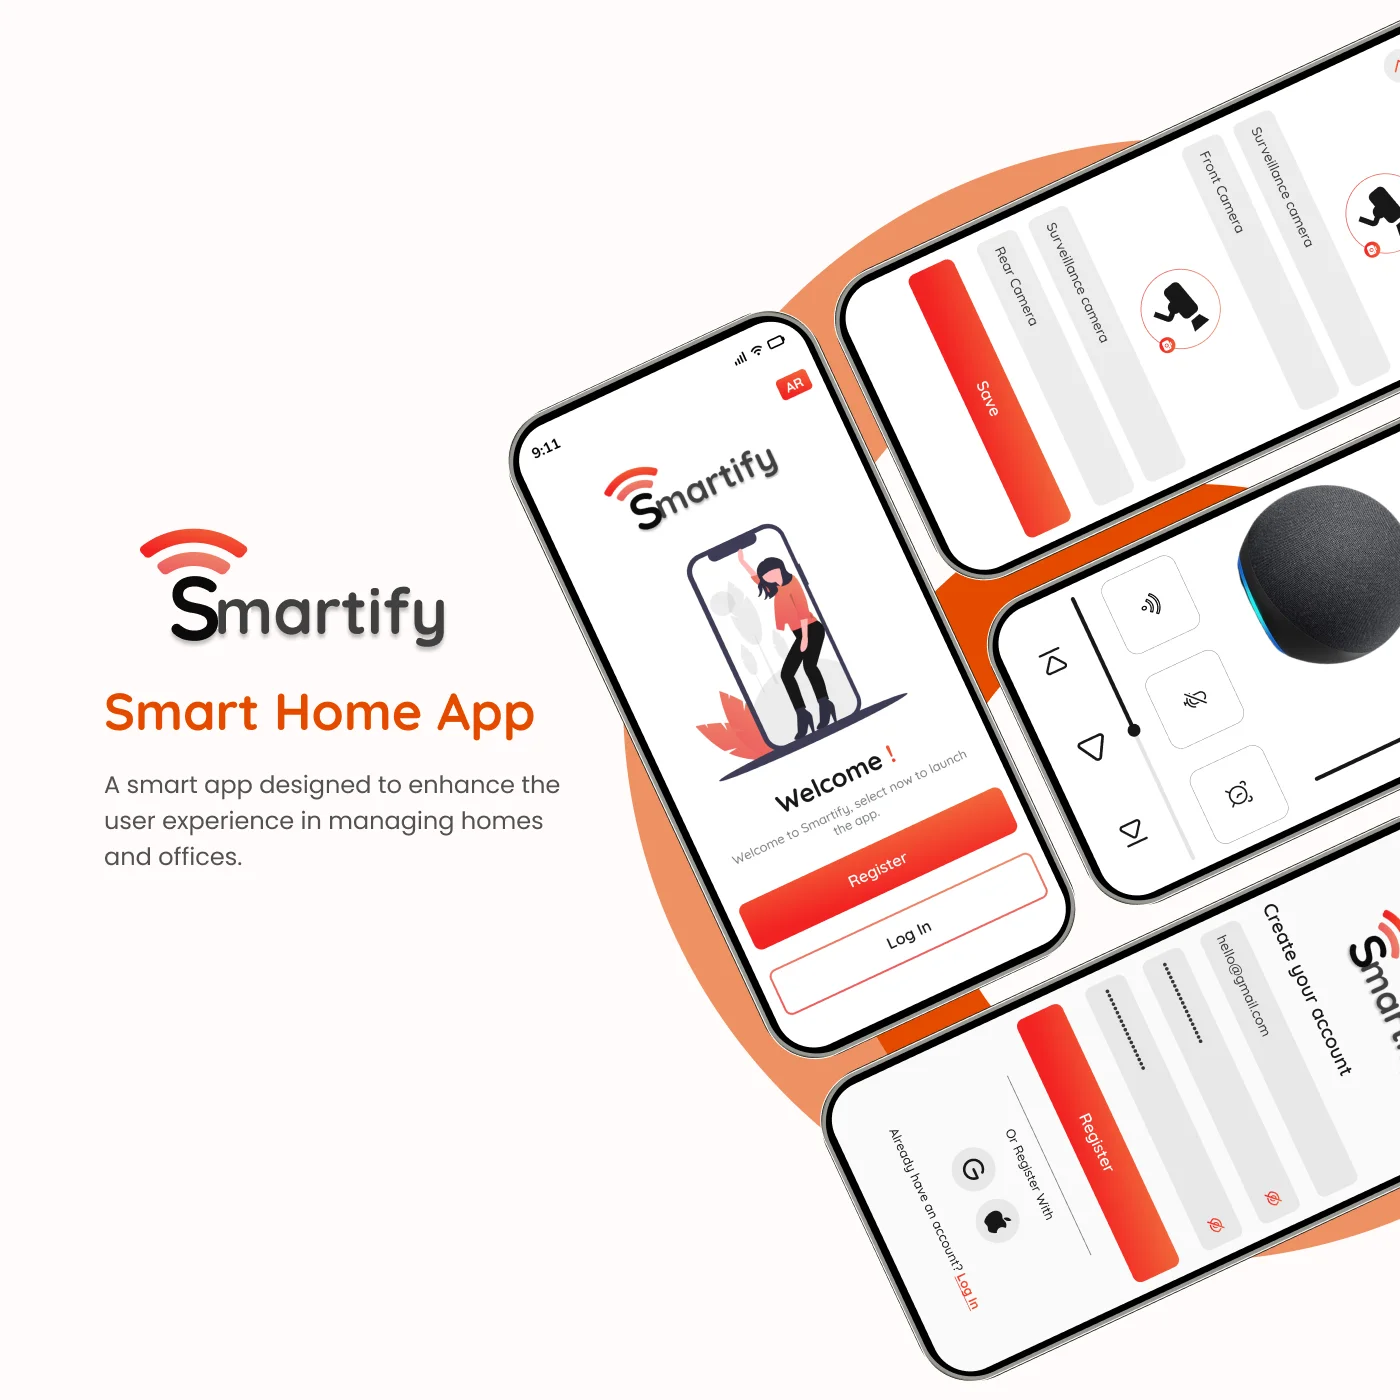 Smartify
Smart Home App
A smart app designed to enhance the
user experience in managing homes
and offices.
9:11
AR
Smartify
Welcome !
Welcome to Smartify, select now to launch
the app.
Register
Log In
Surveillance camera
Front Camera
Surveillance camera
Rear Camera
Save
Create your account
hello@gmail.com
Register
Or Register With
Already have an account? Log In